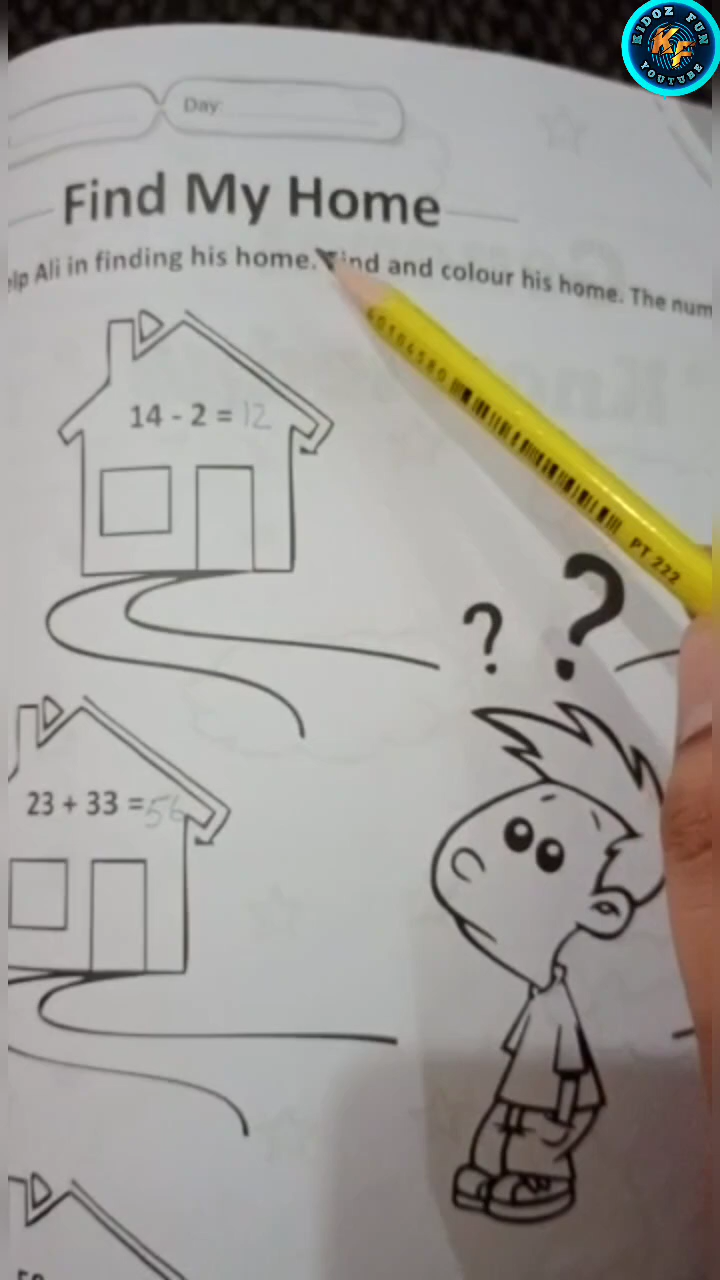 KIDOZ FUN
KF
YOUTUBE
Day:
Find My Home
Ali in finding his home. Find and colour his home. The
14 - 2 = 12
PT 222
? ?
23 + 33 = 56